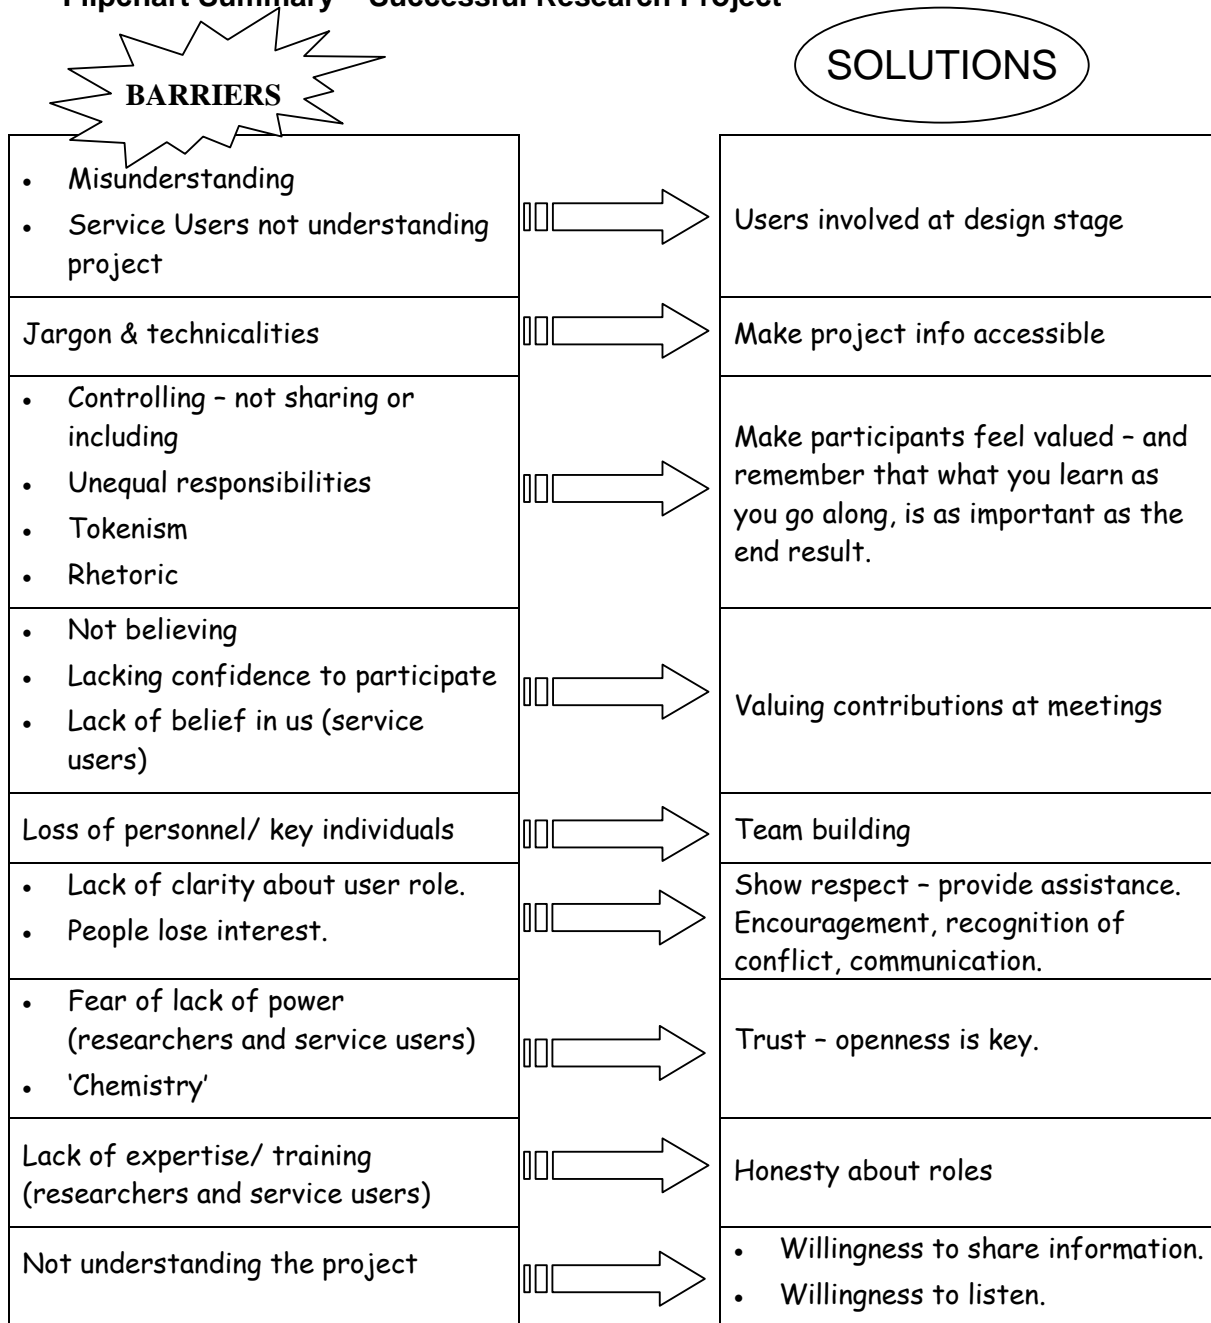 Flipchart Summary – Successful Research Project
BARRIERS
SOLUTIONS
• Misunderstanding
• Service Users not understanding
project
Users involved at design stage
Jargon & technicalities
Make project info accessible
• Controlling – not sharing or
including
• Unequal responsibilities
• Tokenism
• Rhetoric
Make participants feel valued – and
remember that what you learn as
you go along, is as important as the
end result.
• Not believing
• Lacking confidence to participate
• Lack of belief in us (service
users)
Valuing contributions at meetings
Loss of personnel/ key individuals
Team building
• Lack of clarity about user role.
• People lose interest.
Show respect – provide assistance.
Encouragement, recognition of
conflict, communication.
• Fear of lack of power
(researchers and service users)
• ‘Chemistry’
Trust – openness is key.
Lack of expertise/ training
(researchers and service users)
Honesty about roles
Not understanding the project
• Willingness to share information.
• Willingness to listen.